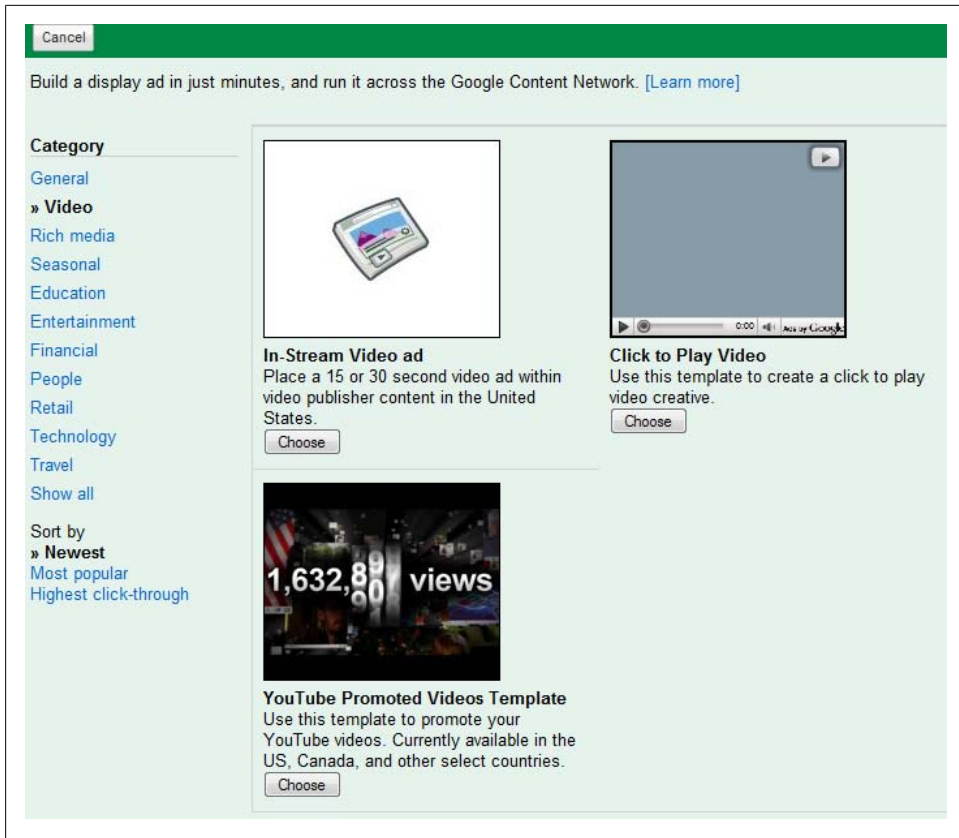 Cancel
Build a display ad in just minutes, and run it across the Google Content Network. [Learn more]
Category
General
» Video
Rich media
Seasonal
Education
Entertainment
Financial
People
Retail
Technology
Travel
Show all
Sort by
» Newest
Most popular
Highest click-through
In-Stream Video ad
Place a 15 or 30 second video ad within
video publisher content in the United
States.
Choose
0:00 Ads by Google
Click to Play Video
Use this template to create a click to play
video creative.
Choose
1,632,8 views
YouTube Promoted Videos Template
Use this template to promote your
YouTube videos. Currently available in the
US, Canada, and other select countries.
Choose